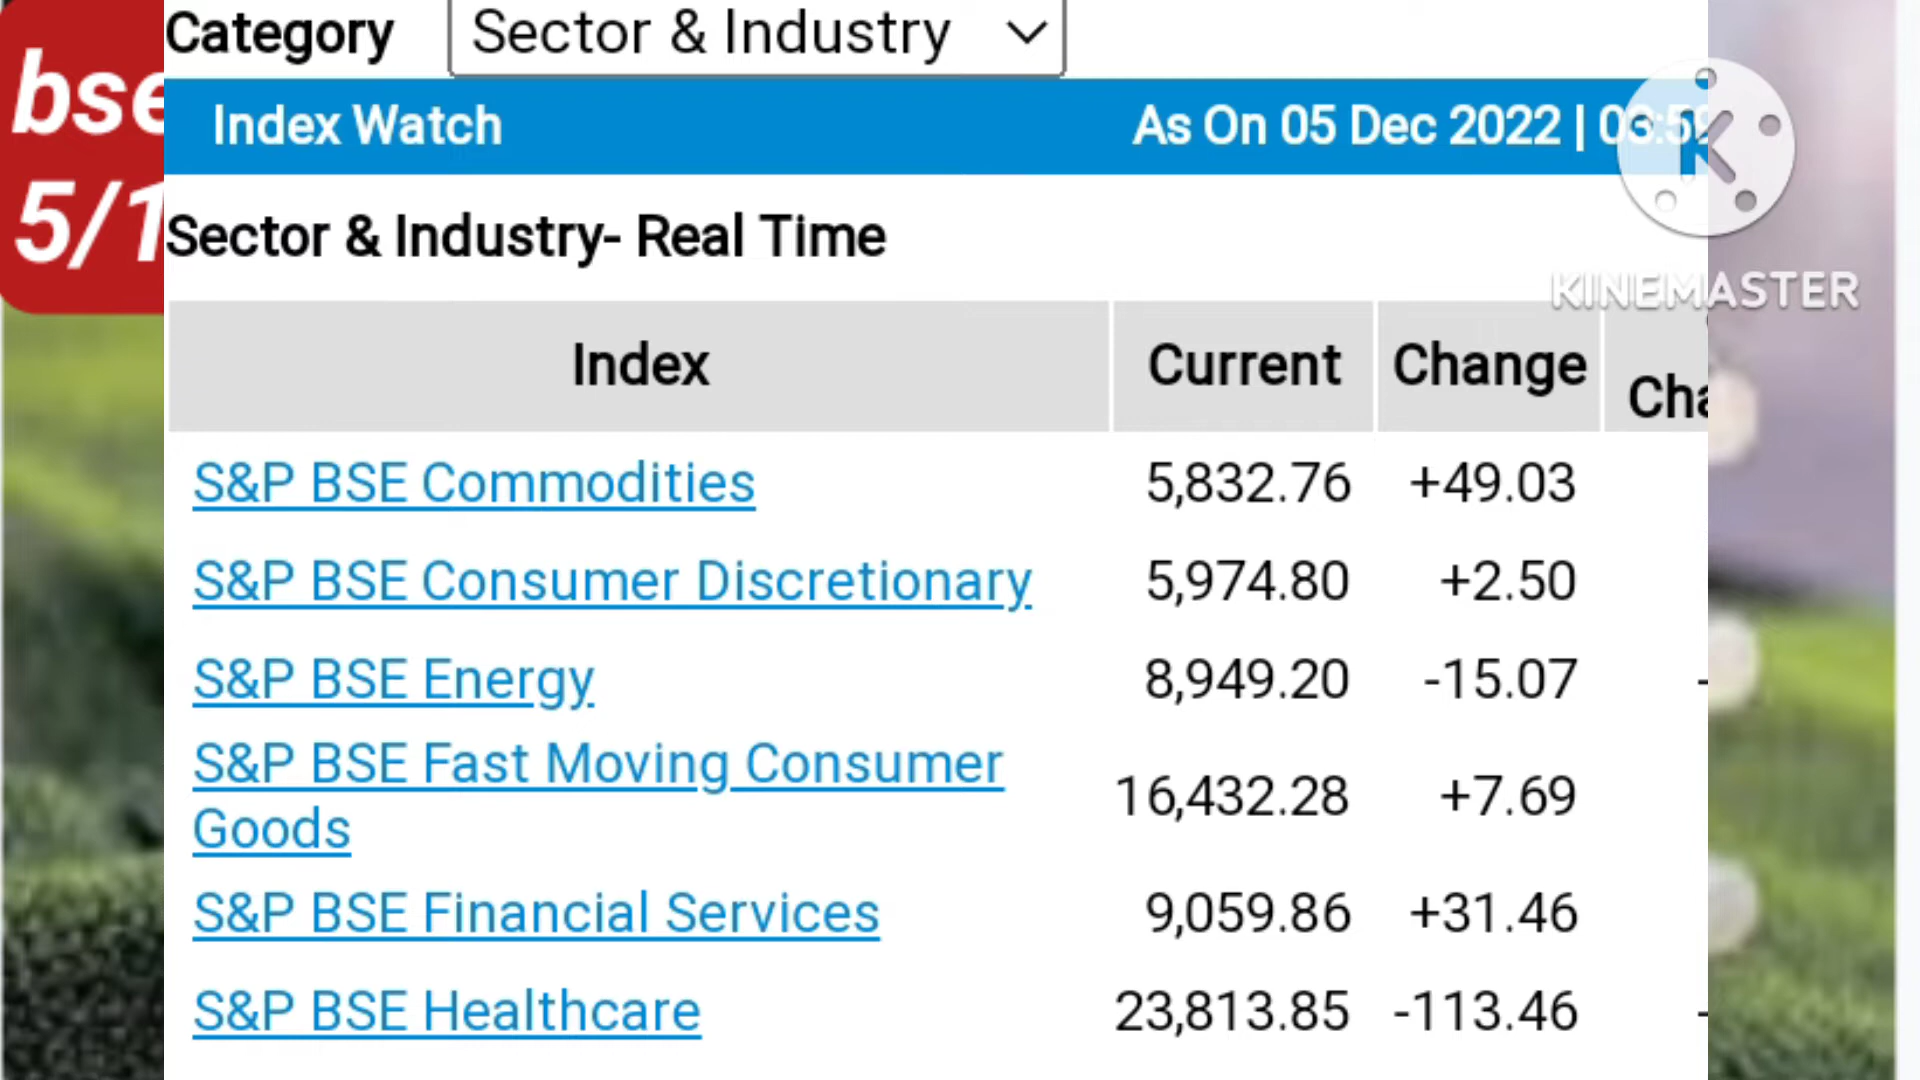 bse
5/1
Category Sector & Industry
Index Watch As On 05 Dec 2022 | 03:59
Sector & Industry- Real Time
KINEMASTER
Index Current Change Cha
S&P BSE Commodities 5,832.76 +49.03
S&P BSE Consumer Discretionary 5,974.80 +2.50
S&P BSE Energy 8,949.20 -15.07 -
S&P BSE Fast Moving Consumer
Goods 16,432.28 +7.69
S&P BSE Financial Services 9,059.86 +31.46
S&P BSE Healthcare 23,813.85 -113.46 -